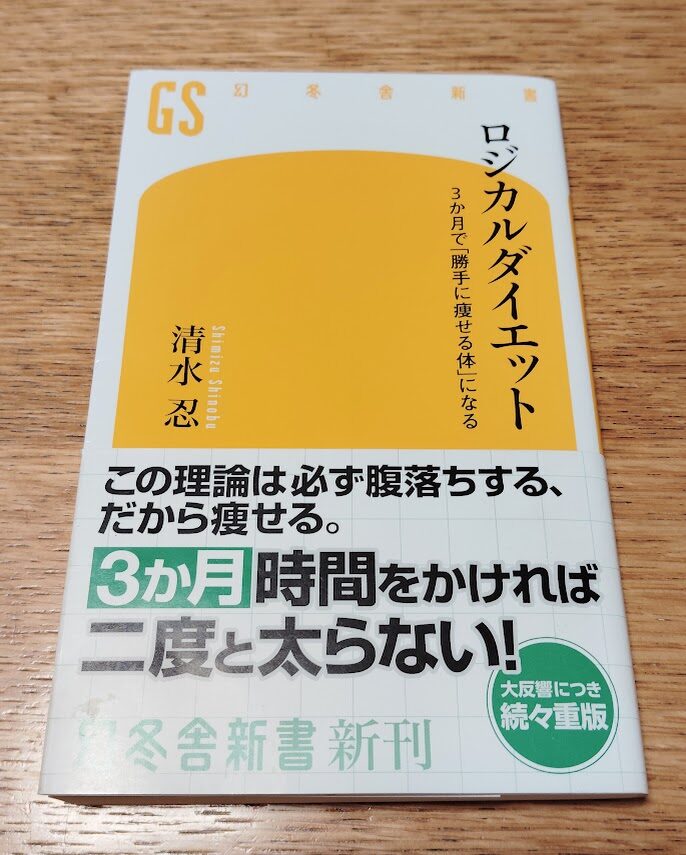 GS 幻冬舎新書
ロジカルダイエット
3か月で「勝手に痩せる体」になる
清水 忍
Shimizu Shinobu
この理論は必ず腹落ちする、
だから痩せる。
3か月 時間をかければ
二度と太らない!
大反響につき
続々重版
幻冬舎新書 新刊